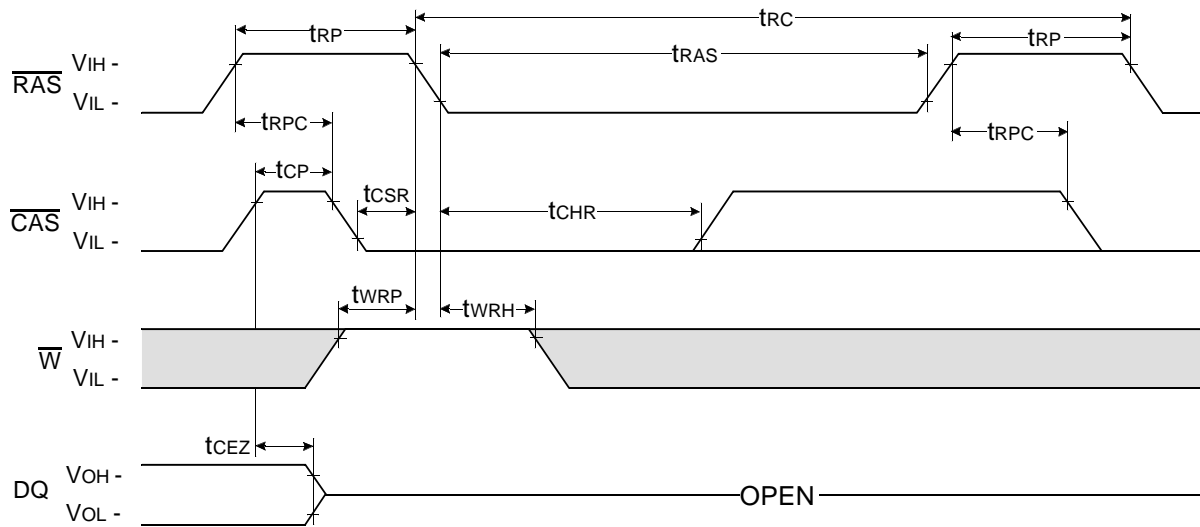 tRP tRC tRP
RAS VIH - tRAS
VIL -
tRPC tRPC
tCP
CAS VIH - tCSR tCHR
VIL -
tWRP tWRH
W VIH -
VIL -
tCEZ
DQ VOH - OPEN
VOL -